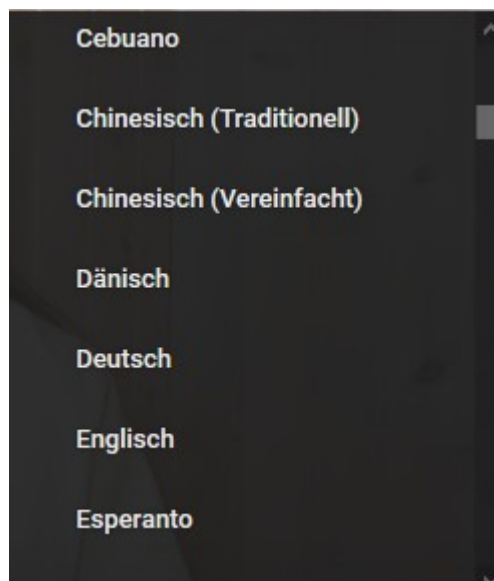 Cebuano
Chinesisch (Traditionell)
Chinesisch (Vereinfacht)
Dänisch
Deutsch
Englisch
Esperanto